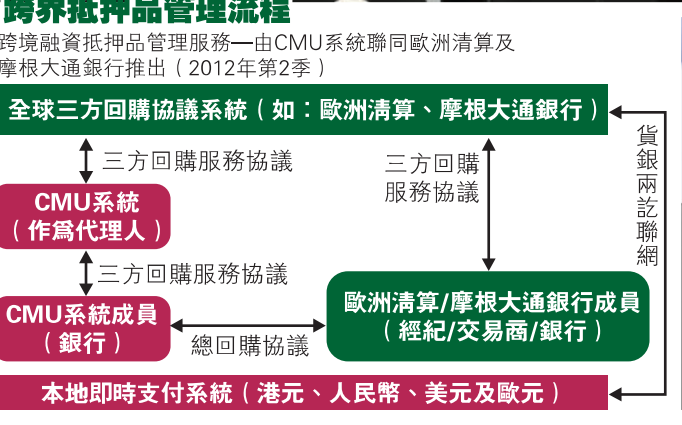 跨界抵押品管理流程
跨境融資抵押品管理服務—由CMU系統聯同歐洲清算及
摩根大通銀行推出（2012年第2季）
全球三方回購協議系統（如：歐洲清算、摩根大通銀行）
三方回購服務協議
三方回購
服務協議
貨銀兩訖聯網
CMU系統
（作爲代理人）
三方回購服務協議
CMU系統成員
（銀行）
總回購協議
歐洲清算/摩根大通銀行成員
（經紀/交易商/銀行）
本地即時支付系統（港元、人民幣、美元及歐元）